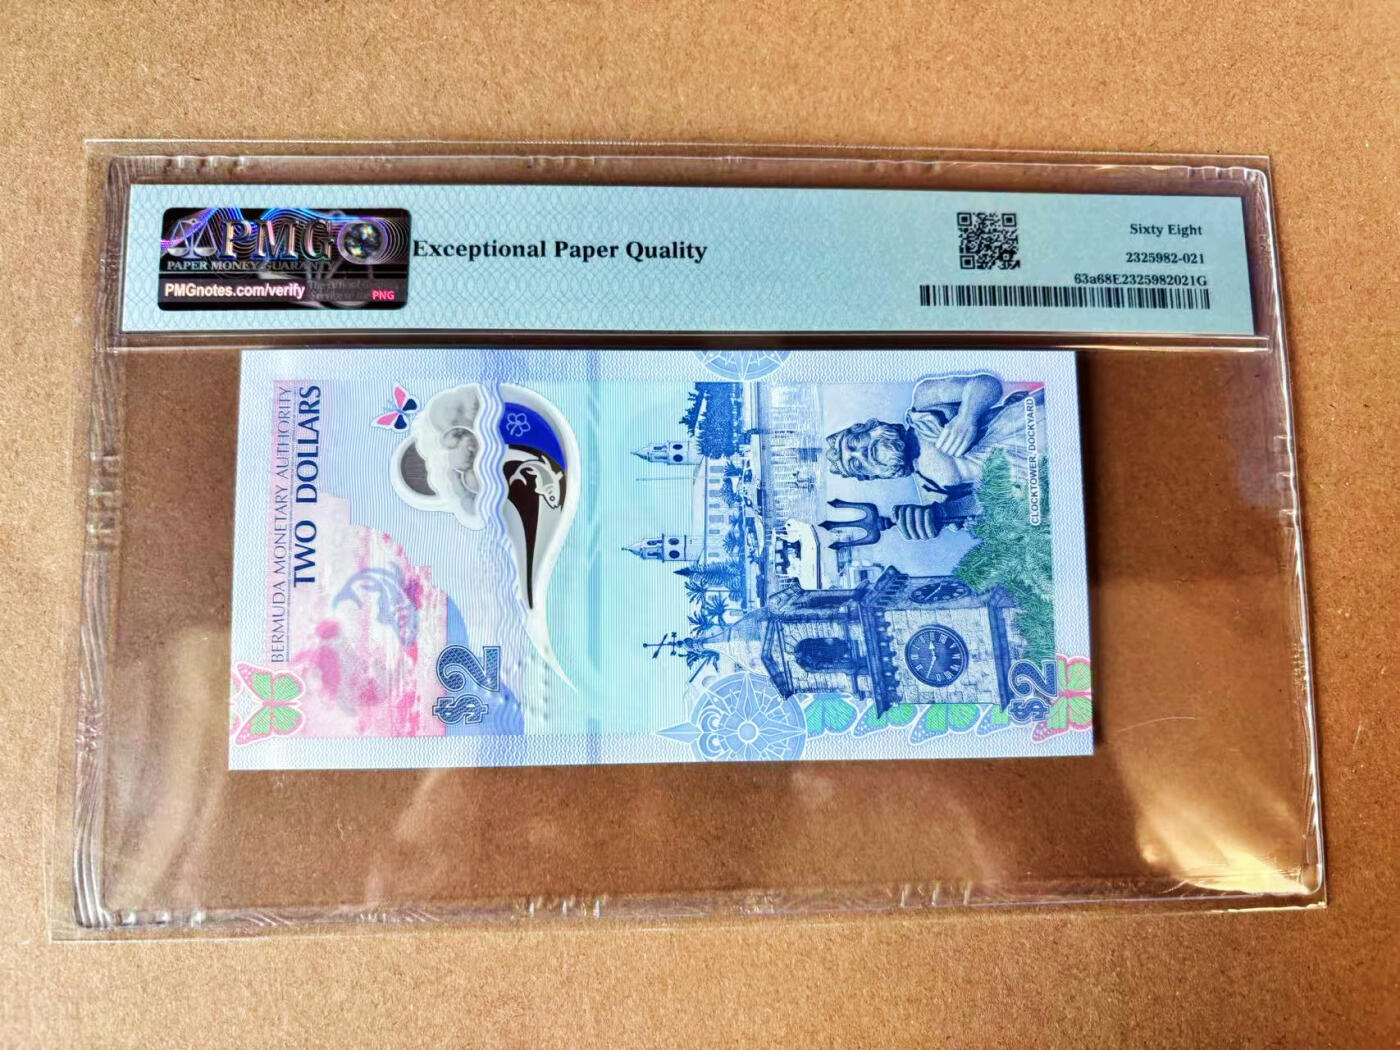 PMG
PAPER MONEY GUARANTY
PMGnotes.com/verify
PNG
Exceptional Paper Quality
Sixty Eight
2325982-021
63a68E2325982021G
BERMUDA MONETARY AUTHORITY
TWO DOLLARS
$2
CLOCKTOWER, DOCKYARD
$2